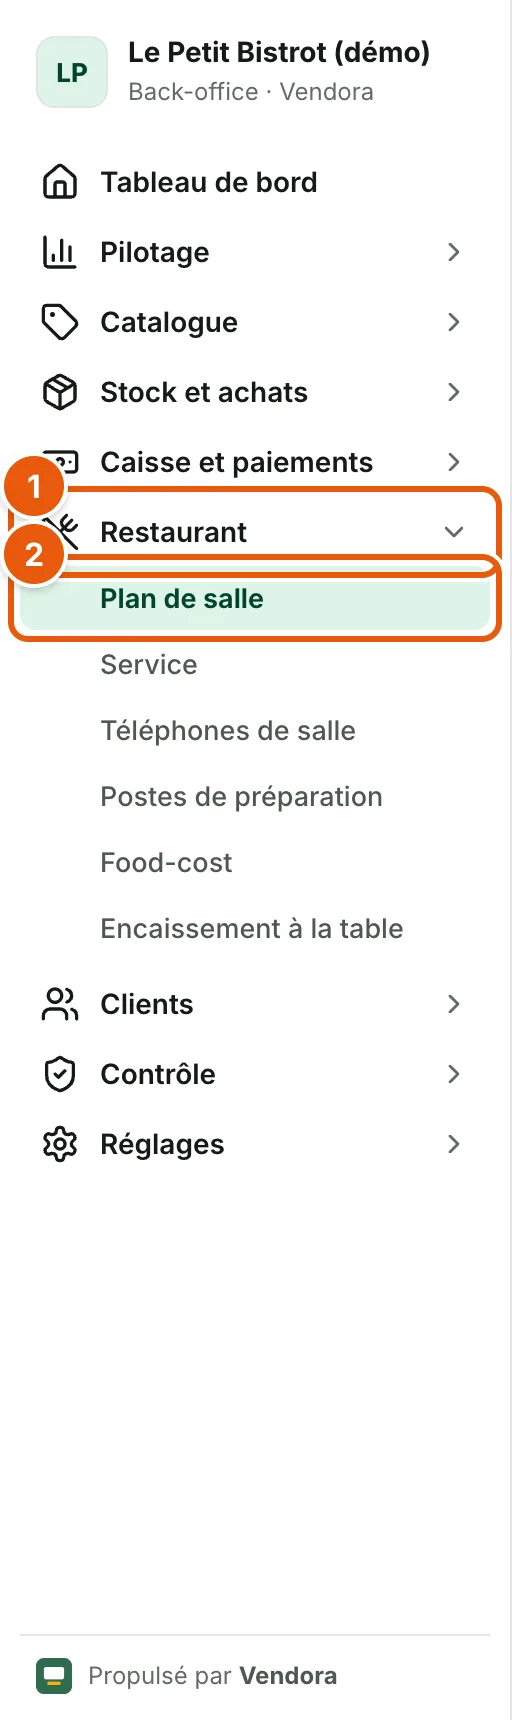 LP
Le Petit Bistrot (démo)
Back-office · Vendora
Tableau de bord
Pilotage
Catalogue
Stock et achats
Caisse et paiements
1
Restaurant
2
Plan de salle
Service
Téléphones de salle
Postes de préparation
Food-cost
Encaissement à la table
Clients
Contrôle
Réglages
Propulsé par Vendora